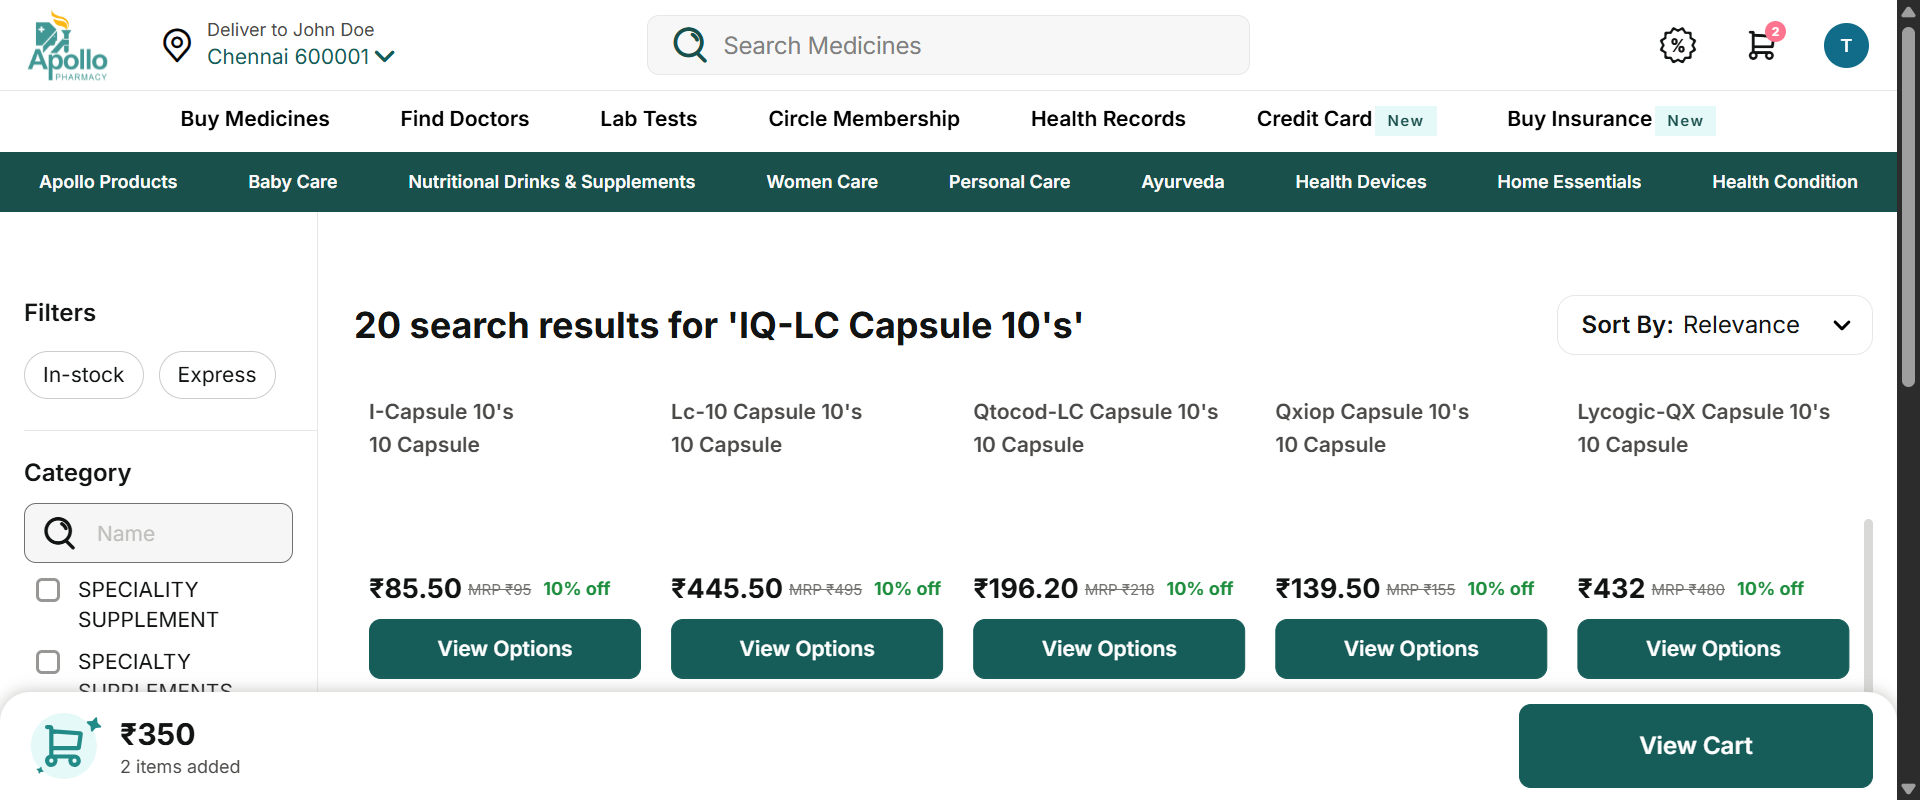 Apollo
PHARMACY
Deliver to John Doe
Chennai 600001
Search Medicines
%
2
T
Buy Medicines Find Doctors Lab Tests Circle Membership Health Records Credit Card New Buy Insurance New
Apollo Products Baby Care Nutritional Drinks & Supplements Women Care Personal Care Ayurveda Health Devices Home Essentials Health Condition
Filters
In-stock Express
Category
Name
SPECIALITY
SUPPLEMENT
SPECIALTY
SUPPLEMENTS
20 search results for 'IQ-LC Capsule 10's'
Sort By: Relevance
I-Capsule 10's
10 Capsule
₹85.50 MRP ₹95 10% off
View Options
Lc-10 Capsule 10's
10 Capsule
₹445.50 MRP ₹495 10% off
View Options
Qtocod-LC Capsule 10's
10 Capsule
₹196.20 MRP ₹218 10% off
View Options
Qxiop Capsule 10's
10 Capsule
₹139.50 MRP ₹155 10% off
View Options
Lycogic-QX Capsule 10's
10 Capsule
₹432 MRP ₹480 10% off
View Options
₹350
2 items added
View Cart